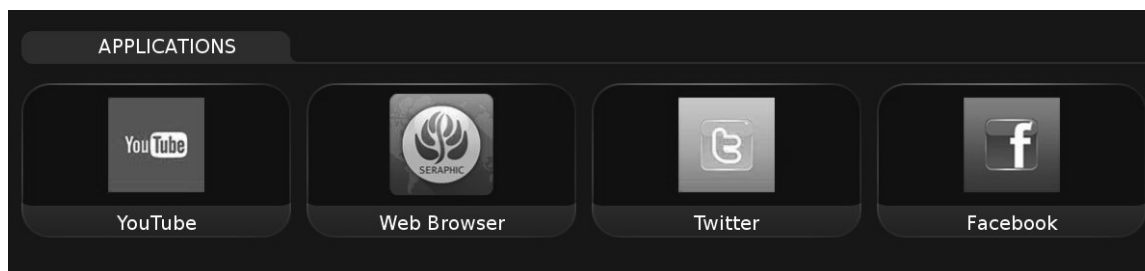 APPLICATIONS
You Tube
SERAPHIC
t
f
YouTube
Web Browser
Twitter
Facebook